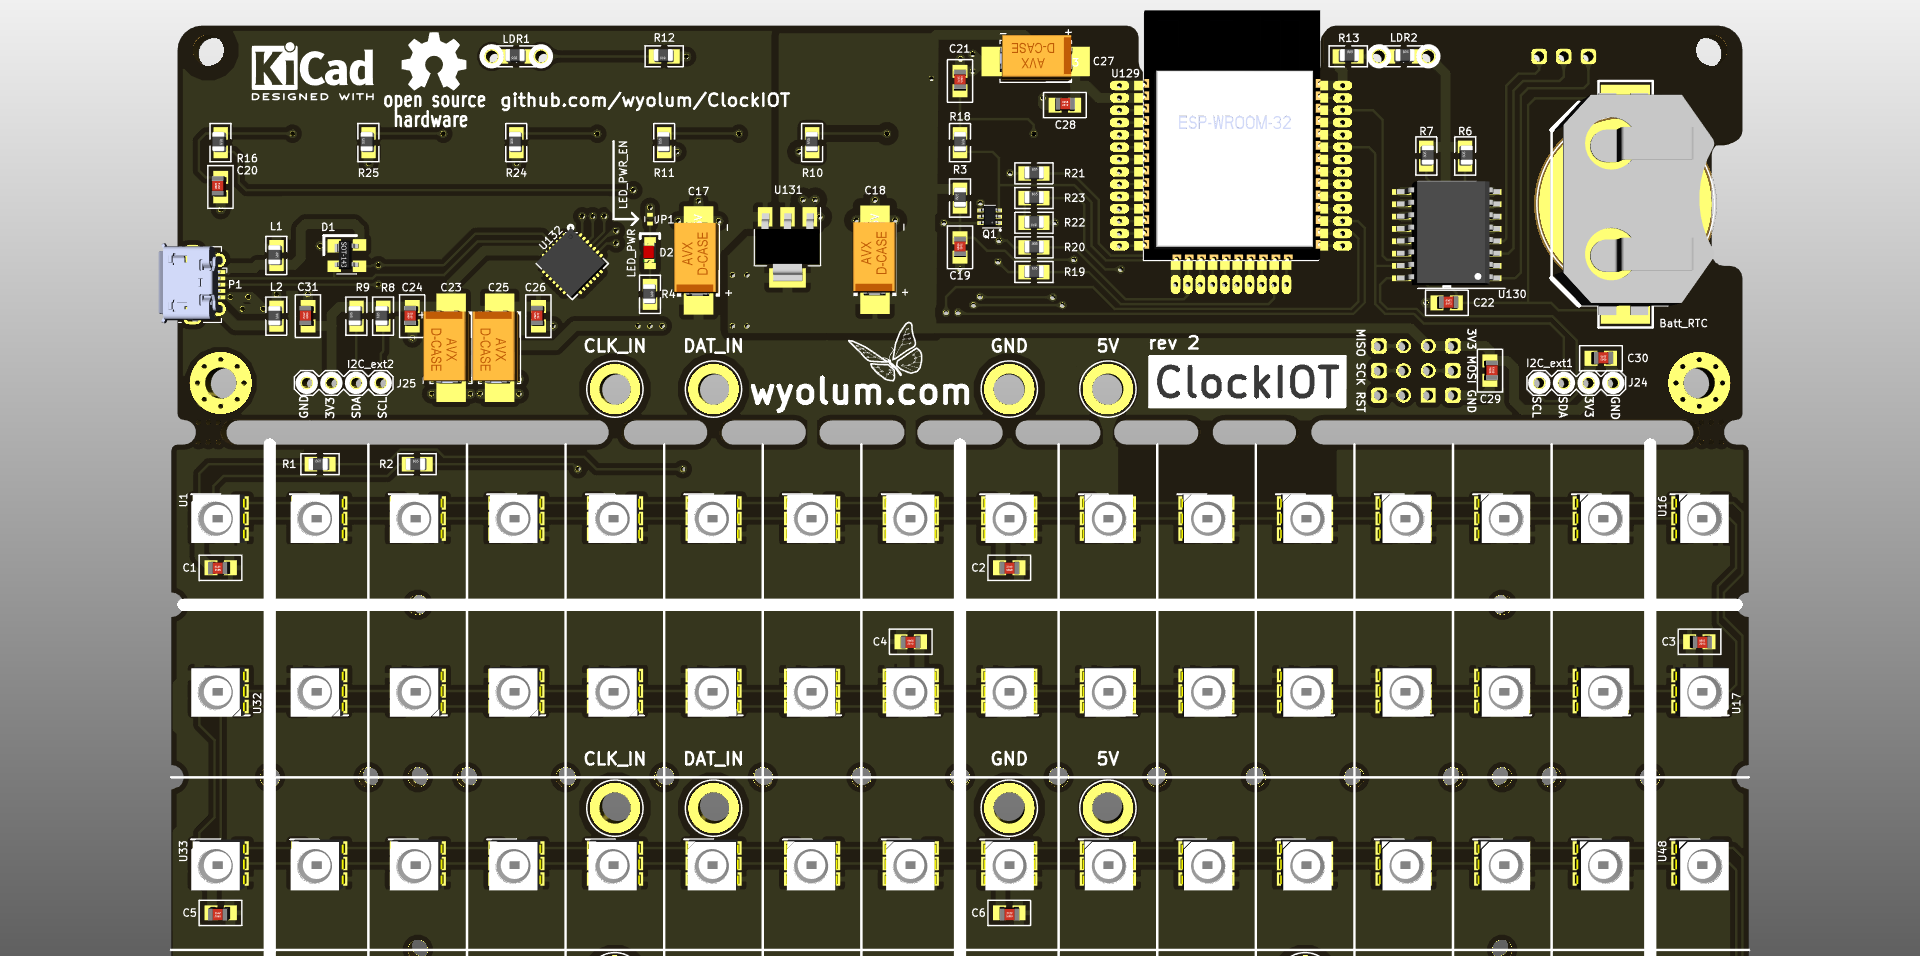 LDR1
R12
C21
AVX
D-CASE
C27
U129
R13
LDR2
KiCad
DESIGNED WITH
open source
hardware
github.com/wyolum/ClockIOT
C28
ESP-WROOM-32
R18
R7
R6
R16
C20
R25
R24
R11
R10
LED_PWR_EN
R3
R21
R23
R22
R20
R19
Q1
C19
C17
U131
C18
JP1
L1
D1
SOT-143
U132
LED_PWR
D2
R4
AVX
D-CASE
AVX
D-CASE
P1
L2
C31
R9
R8
C24
C23
C25
C26
AVX
D-CASE
AVX
D-CASE
U130
C22
Batt_RTC
CLK_IN
DAT_IN
GND
5V
rev 2
ClockIOT
wyolum.com
I2C_ext2
J25
GND
3V3
SDA
SCL
MISO SCK RST
3V3 MOSI GND
C29
I2C_ext1
C30
J24
SCL
SDA
3V3
GND
R1
R2
U1
U16
C1
C2
C4
C3
U32
U17
CLK_IN
DAT_IN
GND
5V
U33
U48
C5
C6